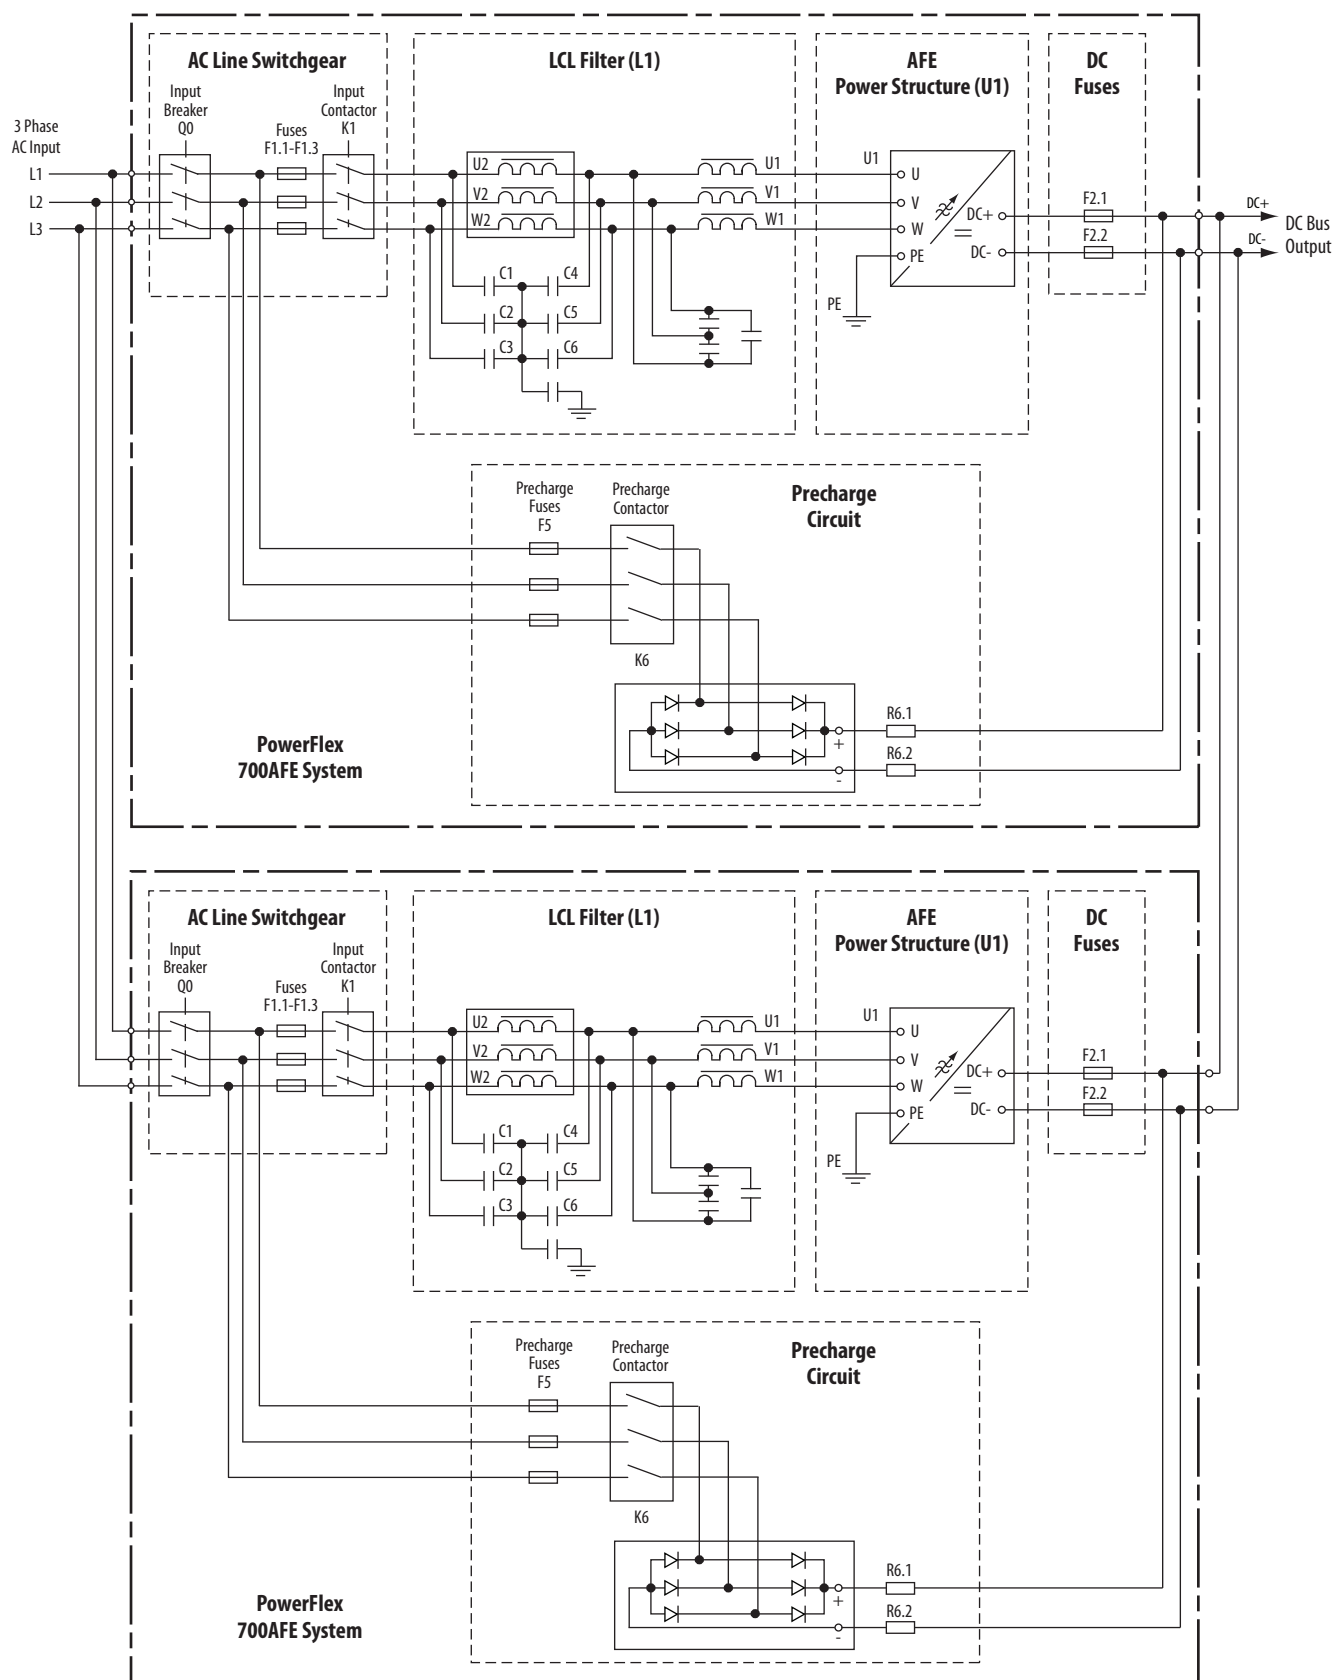 AC Line Switchgear
LCL Filter (L1)
AFE
Power Structure (U1)
DC
Fuses
Input
Breaker
Q0
Fuses
F1.1-F1.3
Input
Contactor
K1
3 Phase
AC Input
L1
L2
L3
U2
V2
W2
U1
V1
W1
U1
U
V
W
PE
DC+
DC-
PE
F2.1
F2.2
DC+
DC-
DC Bus
Output
C1
C4
C2
C5
C3
C6
Precharge
Fuses
F5
Precharge
Contactor
Precharge
Circuit
K6
R6.1
+
R6.2
-
PowerFlex
700AFE System
AC Line Switchgear
LCL Filter (L1)
AFE
Power Structure (U1)
DC
Fuses
Input
Breaker
Q0
Fuses
F1.1-F1.3
Input
Contactor
K1
U2
V2
W2
U1
V1
W1
U1
U
V
W
PE
DC+
DC-
PE
F2.1
F2.2
C1
C4
C2
C5
C3
C6
Precharge
Fuses
F5
Precharge
Contactor
Precharge
Circuit
K6
R6.1
+
R6.2
-
PowerFlex
700AFE System